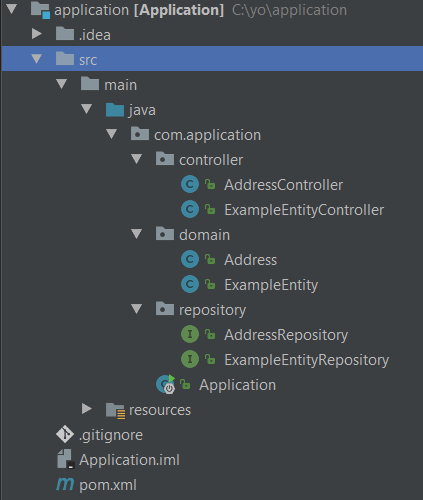 application [Application] C:\yo\application
.idea
src
main
java
com.application
controller
C AddressController
C ExampleEntityController
domain
C Address
C ExampleEntity
repository
I AddressRepository
I ExampleEntityRepository
Application
resources
.gitignore
Application.iml
m pom.xml